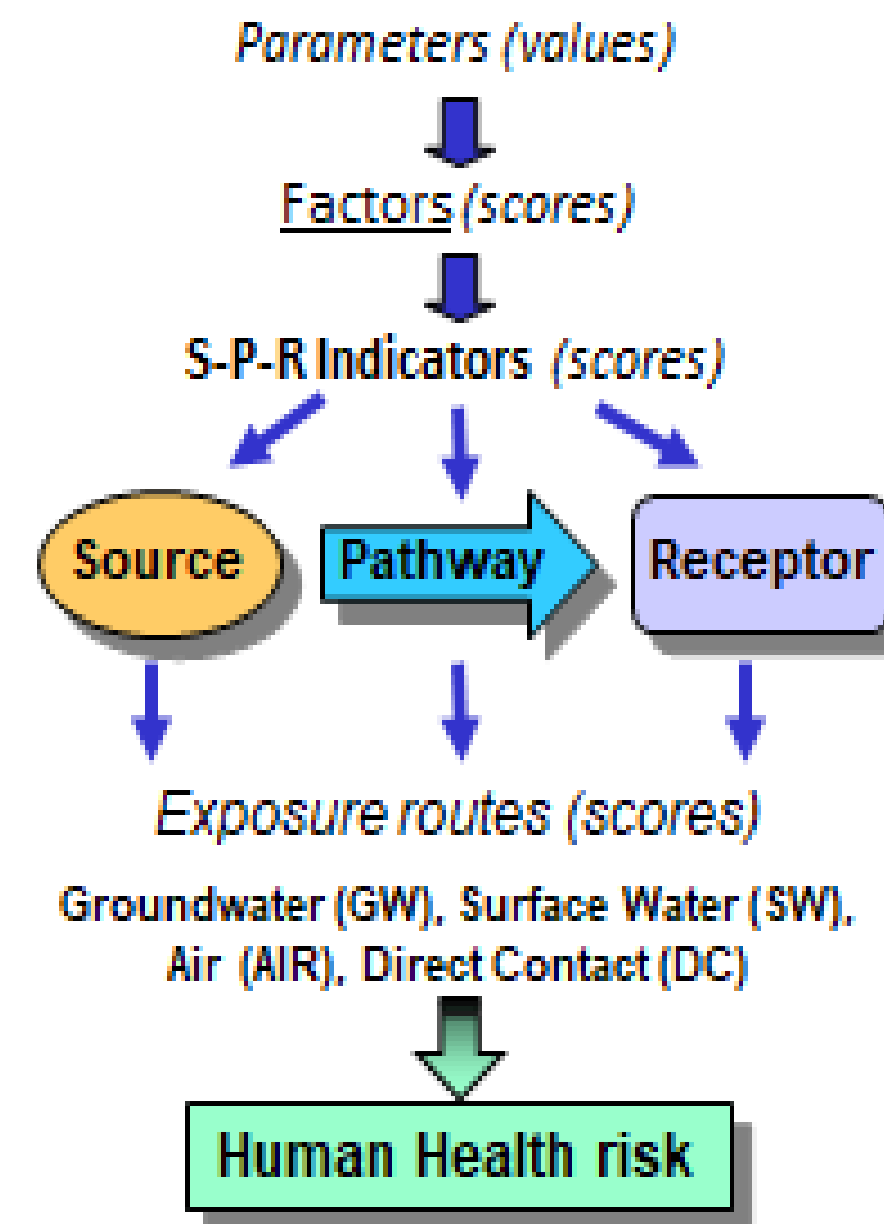 Parameters (values)
Factors (scores)
S-P-R Indicators (scores)
Source
Pathway
Receptor
Exposure routes (scores)
Groundwater (GW), Surface Water (SW),
Air (AIR), Direct Contact (DC)
Human Health risk